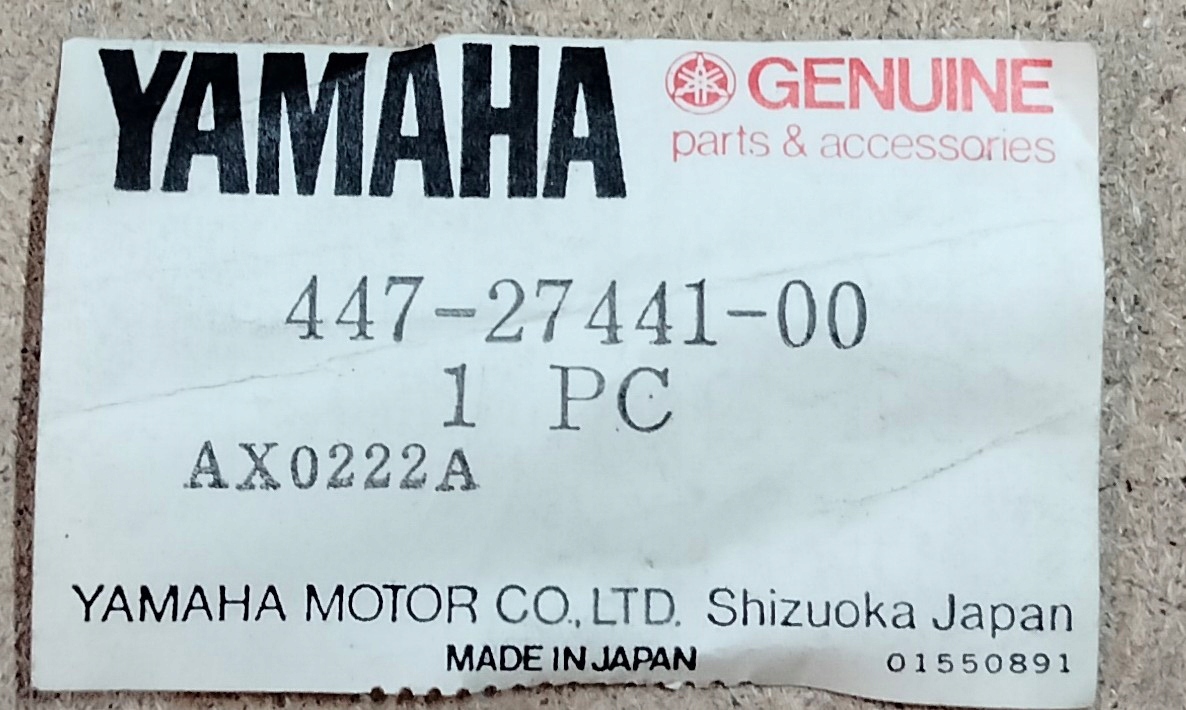 YAMAHA
GENUINE
parts & accessories
447-27441-00
1 PC
AX0222A
YAMAHA MOTOR CO., LTD. Shizuoka Japan
MADE IN JAPAN
01550891